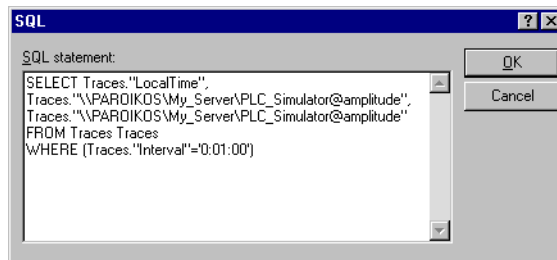 SQL
SQL statement:
SELECT Traces."LocalTime",
Traces."\\PAROIKOS\My_Server\PLC_Simulator@amplitude",
Traces."\\PAROIKOS\My_Server\PLC_Simulator@amplitude"
FROM Traces Traces
WHERE (Traces."Interval"='0:01:00')
OK
Cancel